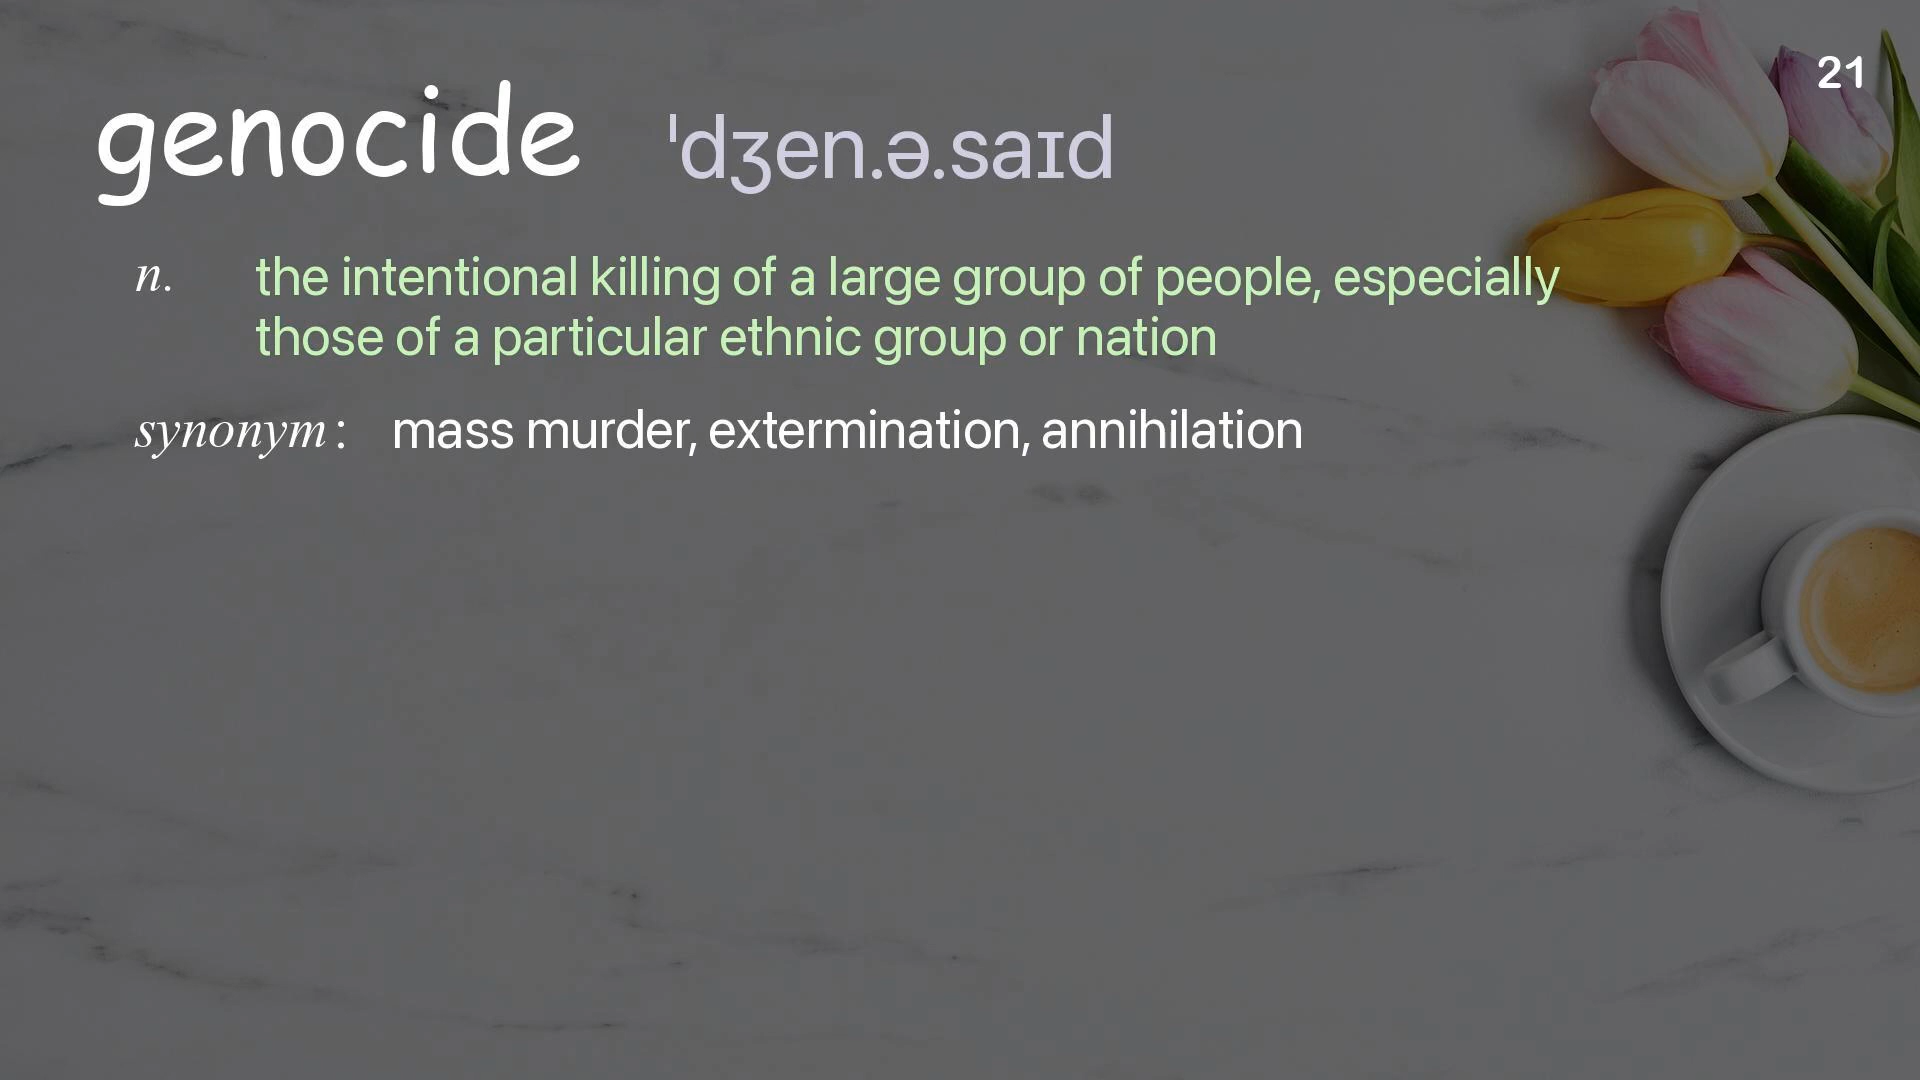 21
genocide ˈdʒen.ə.saɪd
n. the intentional killing of a large group of people, especially
those of a particular ethnic group or nation
synonym : mass murder, extermination, annihilation